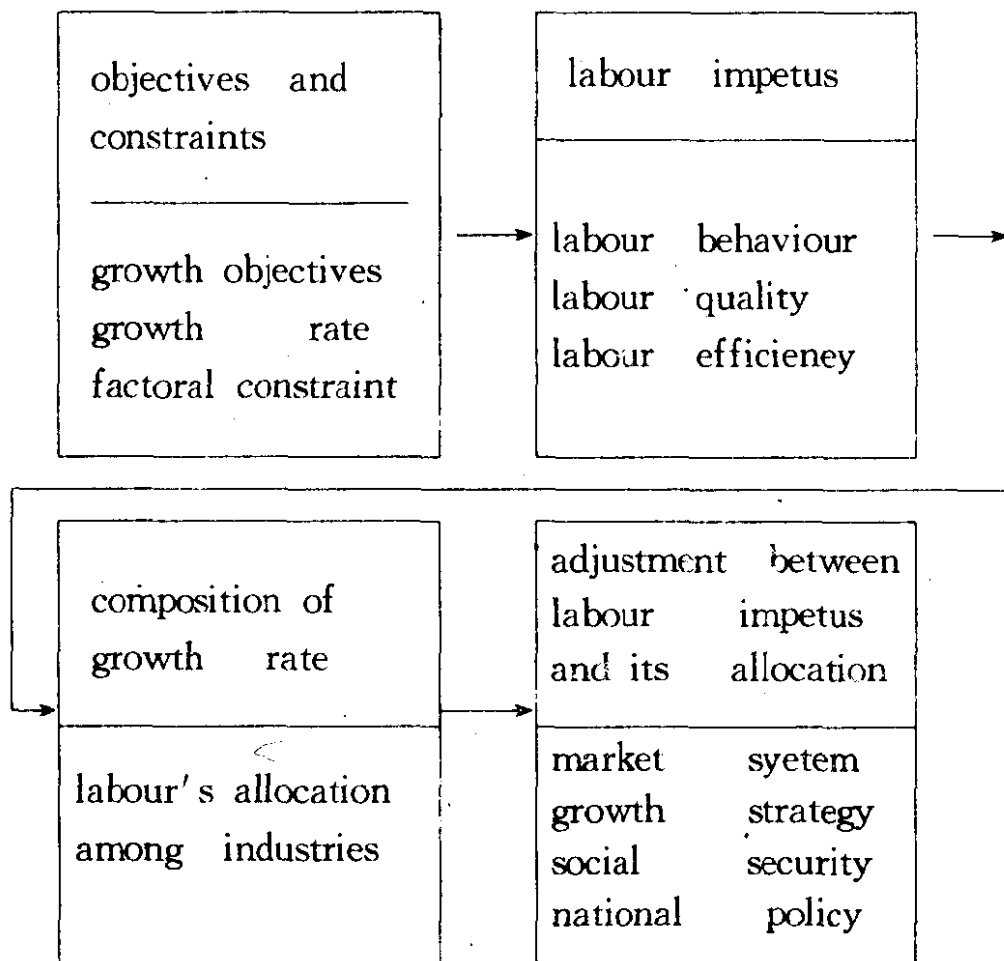 objectives and
constraints
growth objectives
growth rate
factoral constraint
labour impetus
labour behaviour
labour quality
labour efficieney
composition of
growth rate
labour's allocation
among industries
adjustment between
labour impetus
and its allocation
market syetem
growth strategy
social security
national policy